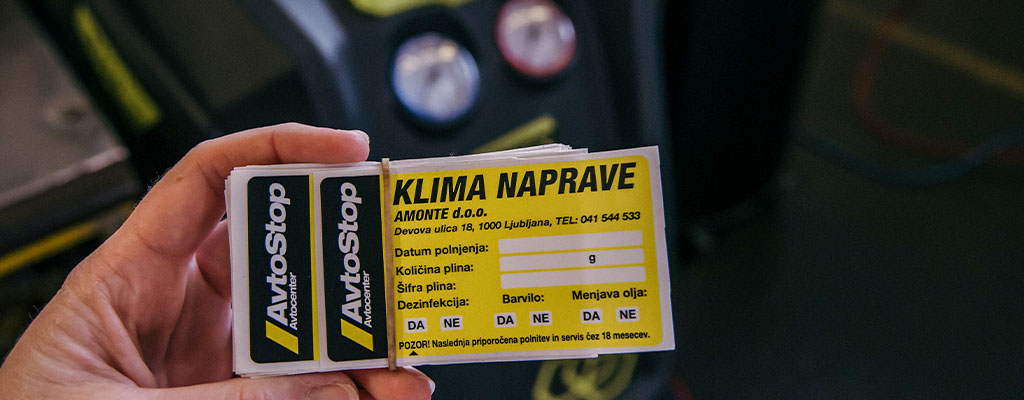 AvtoStop
Avtocenter
AvtoStop
Avtocenter
KLIMA NAPRAVE
AMONTE d.o.o.
Devova ulica 18, 1000 Ljubljana, TEL: 041 544 533
Datum polnjenja:
Količina plina: g
Šifra plina:
Dezinfekcija: Barvilo: Menjava olja:
DA NE DA NE DA NE
POZOR! Naslednja priporočena polnitev in servis čez 18 mesecev.